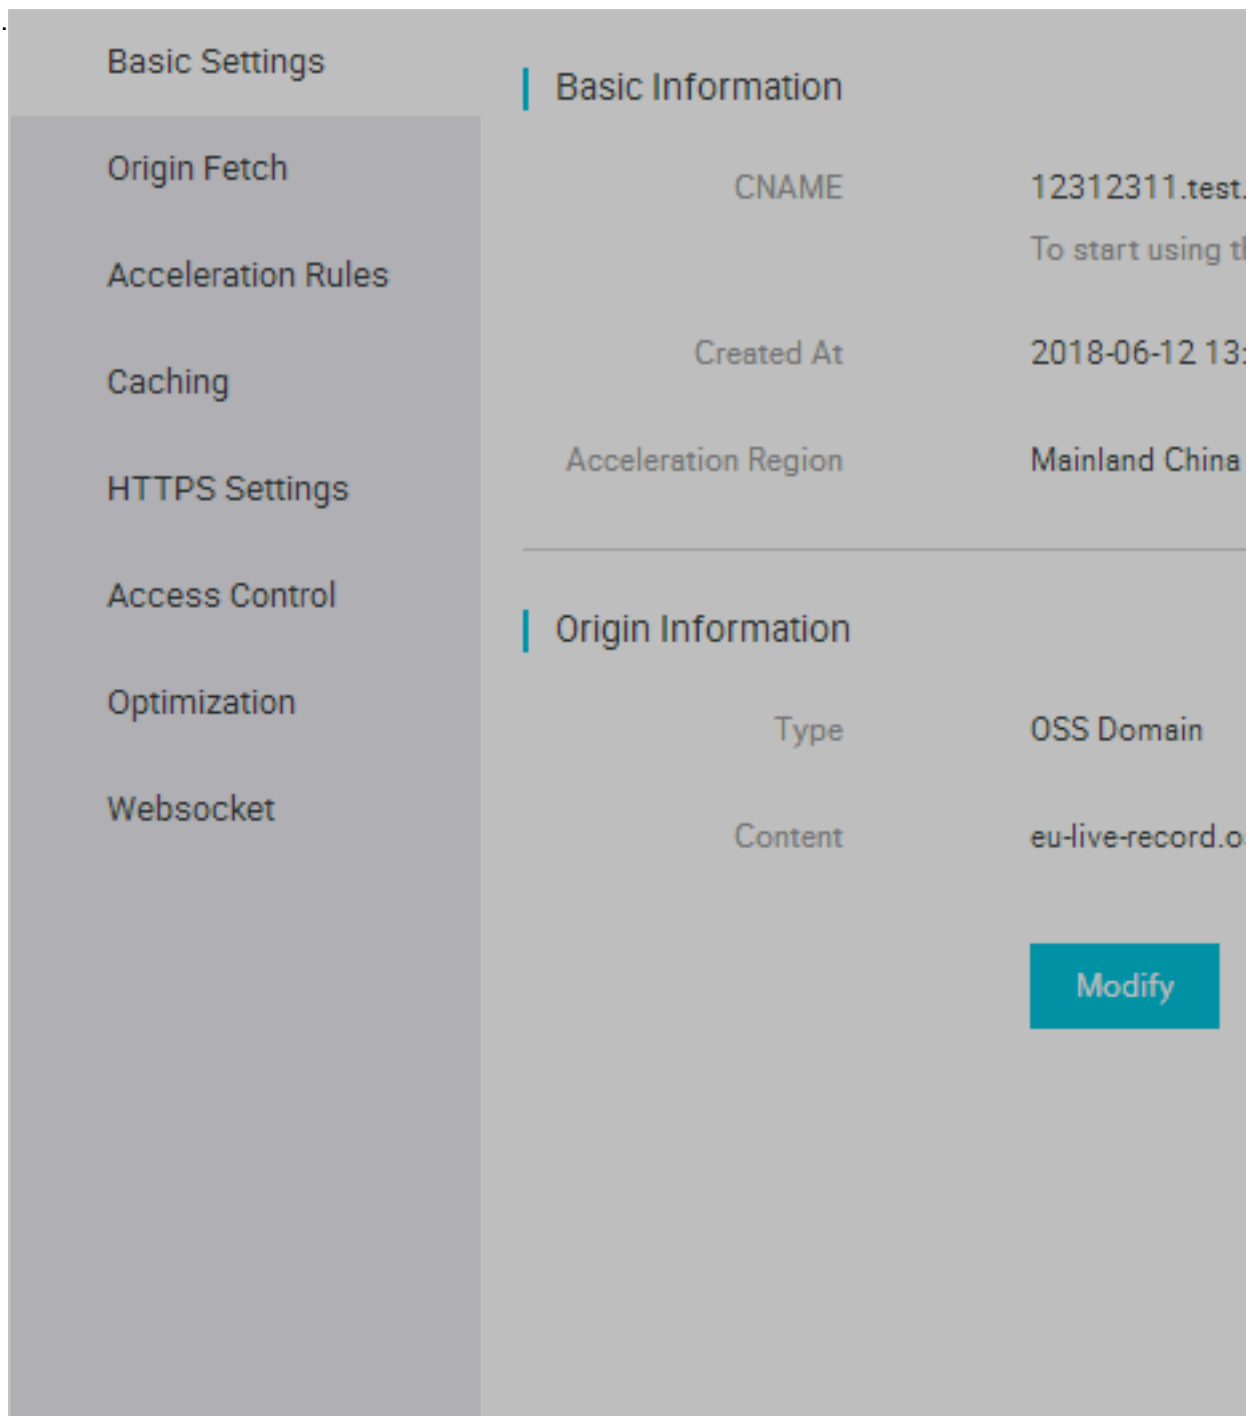 Basic Settings
Origin Fetch
Acceleration Rules
Caching
HTTPS Settings
Access Control
Optimization
Websocket
Basic Information
CNAME 12312311.test.
To start using
Created At 2018-06-12 13:
Acceleration Region Mainland China
Origin Information
Type OSS Domain
Content eu-live-record.o
Modify